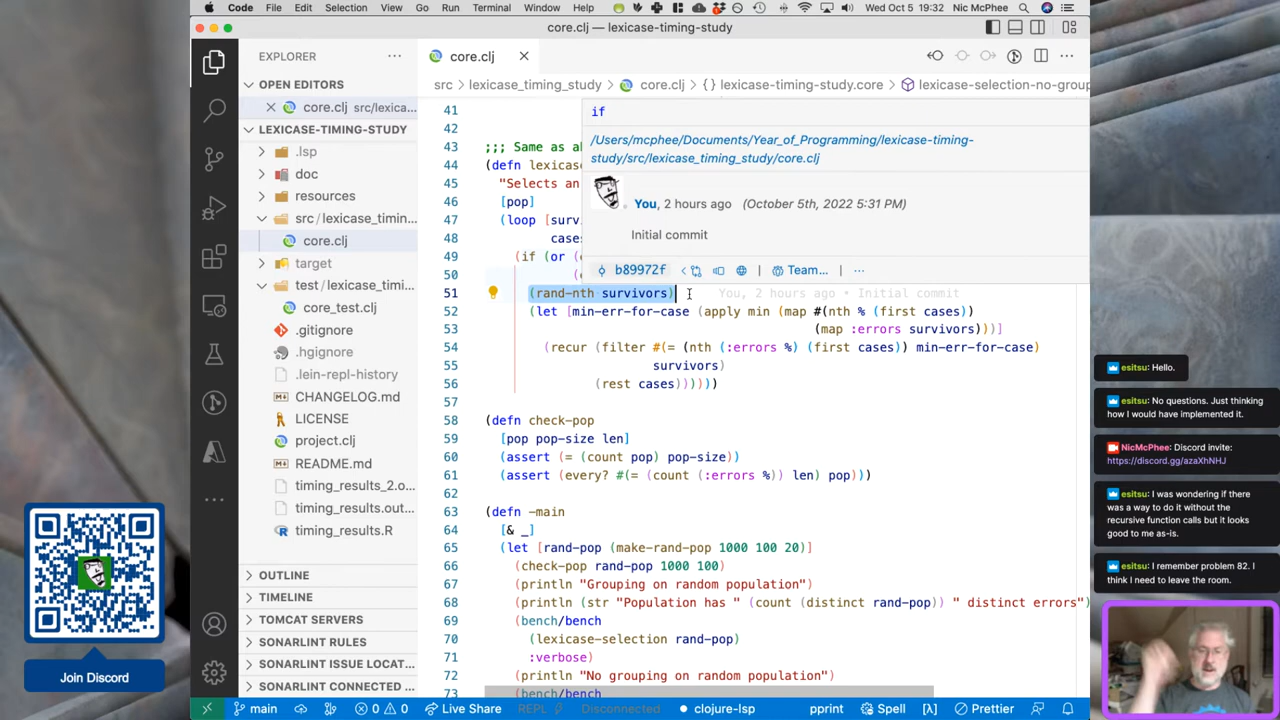 Code File Edit Selection View Go Run Terminal Window Help Wed Oct 5 19:32 Nic McPhee
core.clj — lexicase-timing-study
EXPLORER
OPEN EDITORS
core.clj src/lexica...
LEXICASE-TIMING-STUDY
.lsp
doc
resources
src / lexicase_timin...
core.clj
target
test / lexicase_timi...
core_test.clj
.gitignore
.hgignore
.lein-repl-history
CHANGELOG.md
LICENSE
project.clj
README.md
timing_results_2.o...
timing_results.out...
timing_results.R
OUTLINE
TIMELINE
TOMCAT SERVERS
SONARLINT RULES
SONARLINT ISSUE LOCAT...
SONARLINT CONNECTED ...
core.clj
src > lexicase_timing_study > core.clj > {} lexicase-timing-study.core > lexicase-selection-no-group
if
/Users/mcphee/Documents/Year_of_Programming/lexicase-timing-
study/src/lexicase_timing_study/core.clj
You, 2 hours ago (October 5th, 2022 5:31 PM)
Initial commit
b89972f | Team... | ...
41
42
43 ;;; Same as ab
44 (defn lexicase
45 "Selects an
46 [pop]
47 (loop [surv
48 cases
49 (if (or (e
50 (e
51 (rand-nth survivors) You, 2 hours ago • Initial commit
52 (let [min-err-for-case (apply min (map #(nth % (first cases))
53 (map :errors survivors)))]
54 (recur (filter #(= (nth (:errors %) (first cases)) min-err-for-case)
55 survivors)
56 (rest cases))))))
57
58 (defn check-pop
59 [pop pop-size len]
60 (assert (= (count pop) pop-size))
61 (assert (every? #(= (count (:errors %)) len) pop)))
62
63 (defn -main
64 [& _]
65 (let [rand-pop (make-rand-pop 1000 100 20)]
66 (check-pop rand-pop 1000 100)
67 (println "Grouping on random population")
68 (println (str "Population has " (count (distinct rand-pop)) " distinct errors")
69 (bench/bench
70 (lexicase-selection rand-pop)
71 :verbose)
72 (println "No grouping on random population")
73 (bench/bench
main 0 0 Live Share REPL Disconnected clojure-lsp pprint Spell [λ] Prettier
Join Discord
esitsu: Hello.
esitsu: No questions. Just thinking
how I would have implemented it.
NicMcPhee: Discord invite:
https://discord.gg/azaXhNHJ
esitsu: I was wondering if there
was a way to do it without the
recursive function calls but it looks
good to me as-is.
esitsu: I remember problem 82. I
think I need to leave the room.